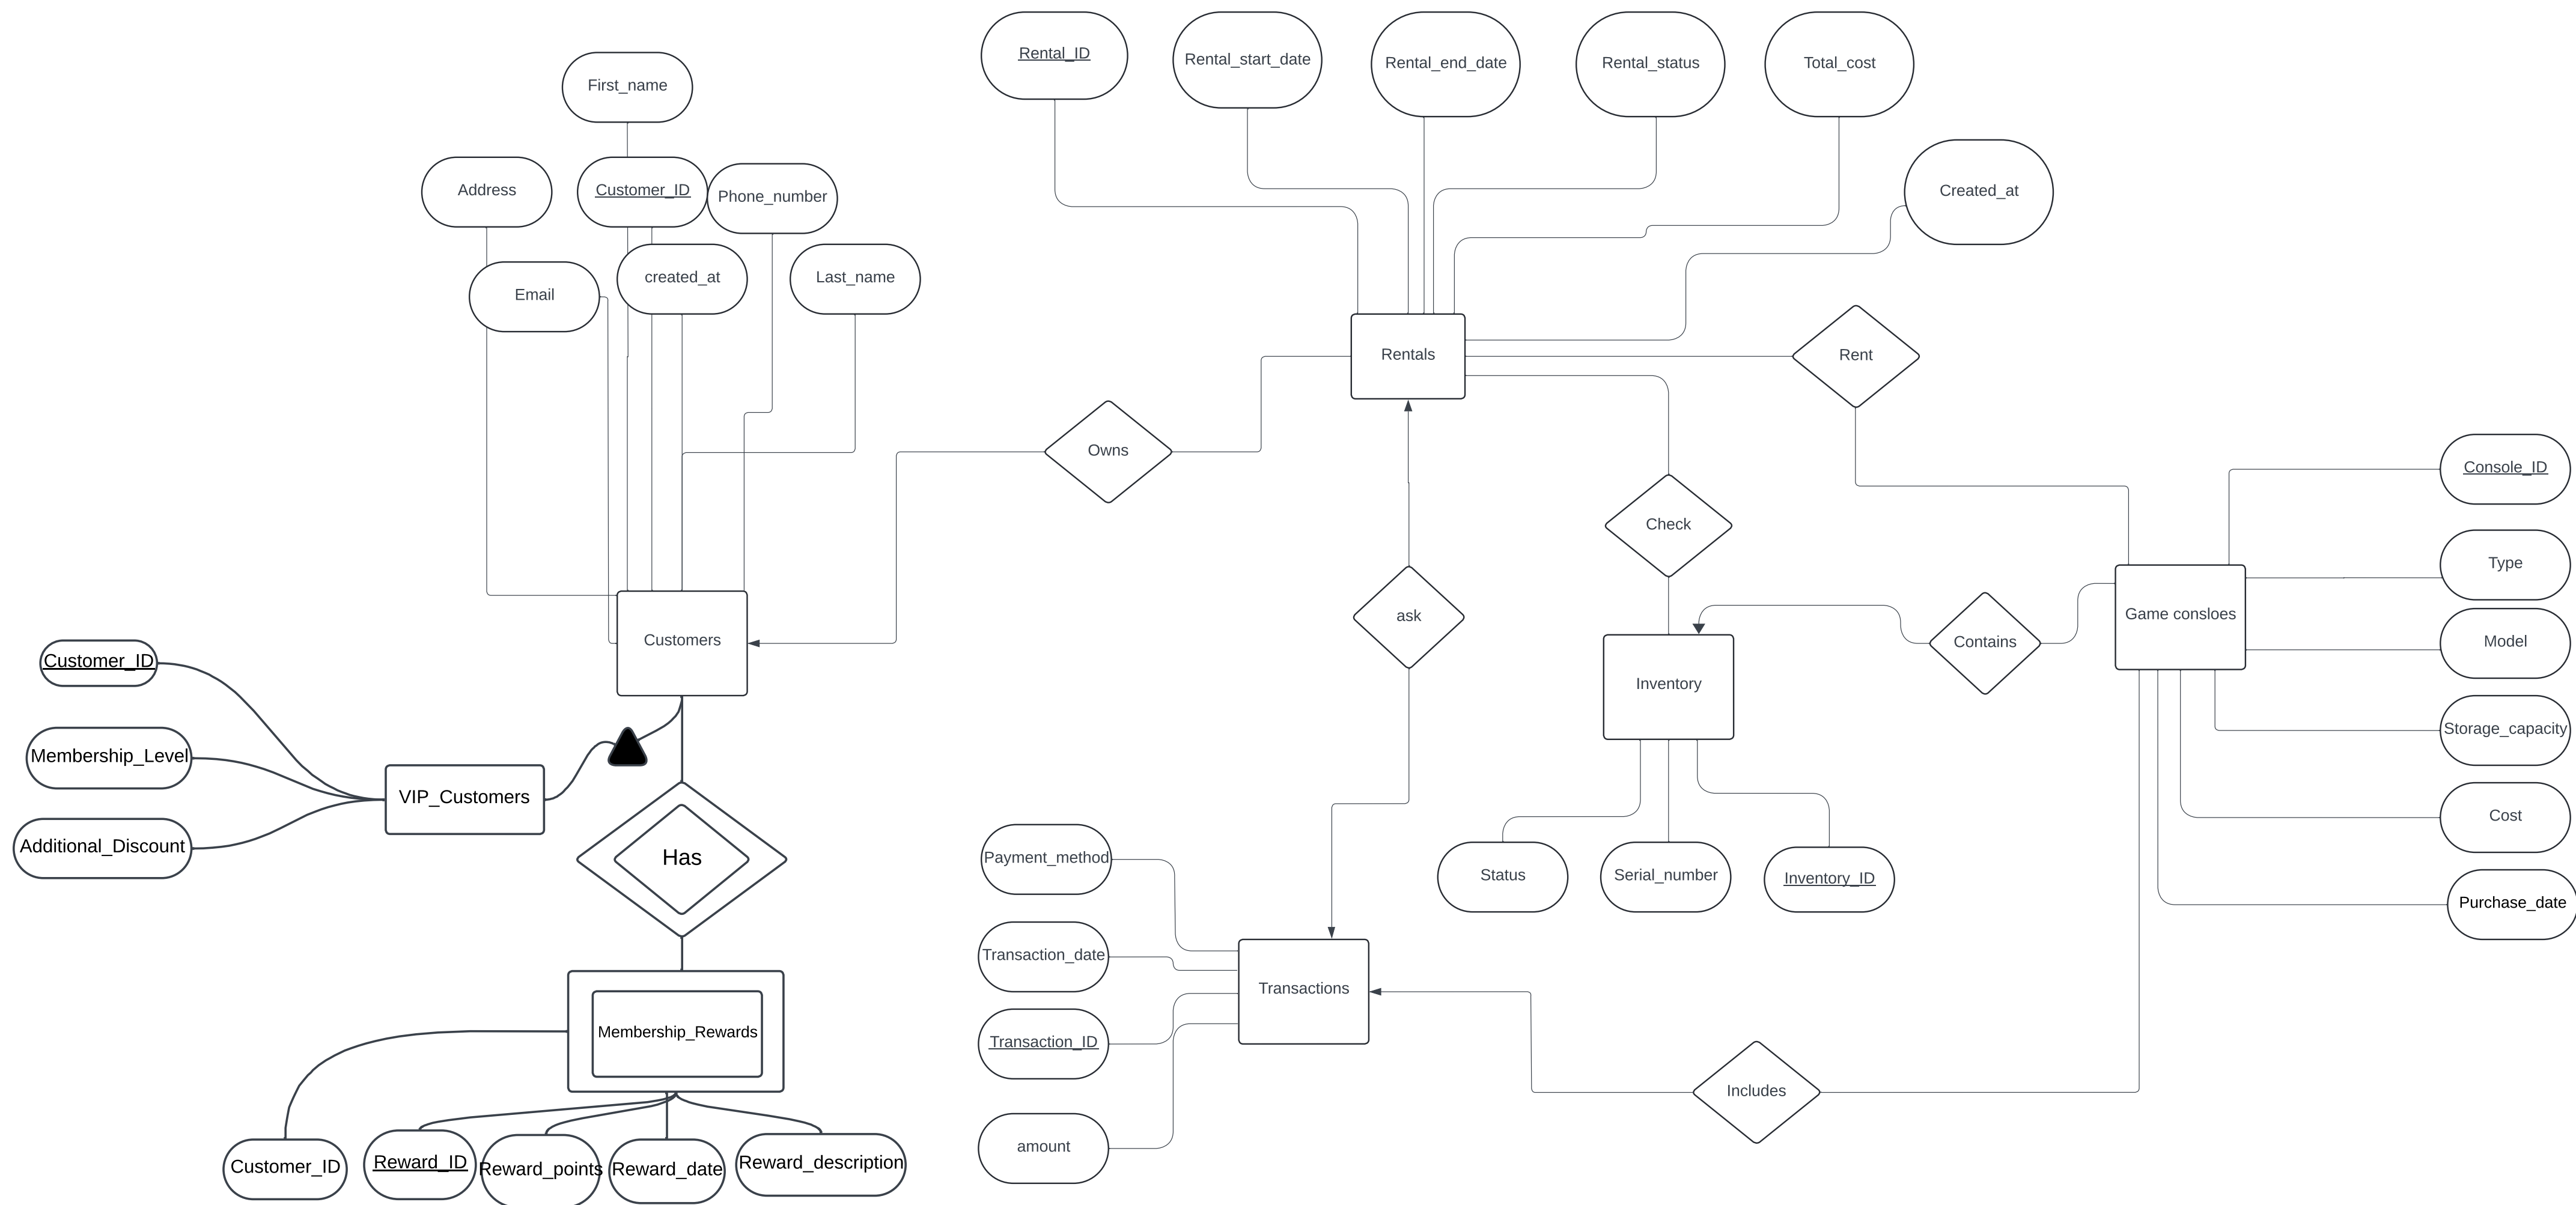 Rental_ID
Rental_start_date
Rental_end_date
Rental_status
Total_cost
First_name
Address
Customer_ID
Phone_number
Created_at
Email
created_at
Last_name
Rentals
Rent
Owns
Console_ID
Check
Type
ask
Game consloes
Customers
Contains
Model
Customer_ID
Inventory
Storage_capacity
Membership_Level
VIP_Customers
Cost
Additional_Discount
Has
Payment_method
Status
Serial_number
Inventory_ID
Purchase_date
Transaction_date
Transactions
Membership_Rewards
Transaction_ID
Includes
amount
Customer_ID
Reward_ID
Reward_points
Reward_date
Reward_description